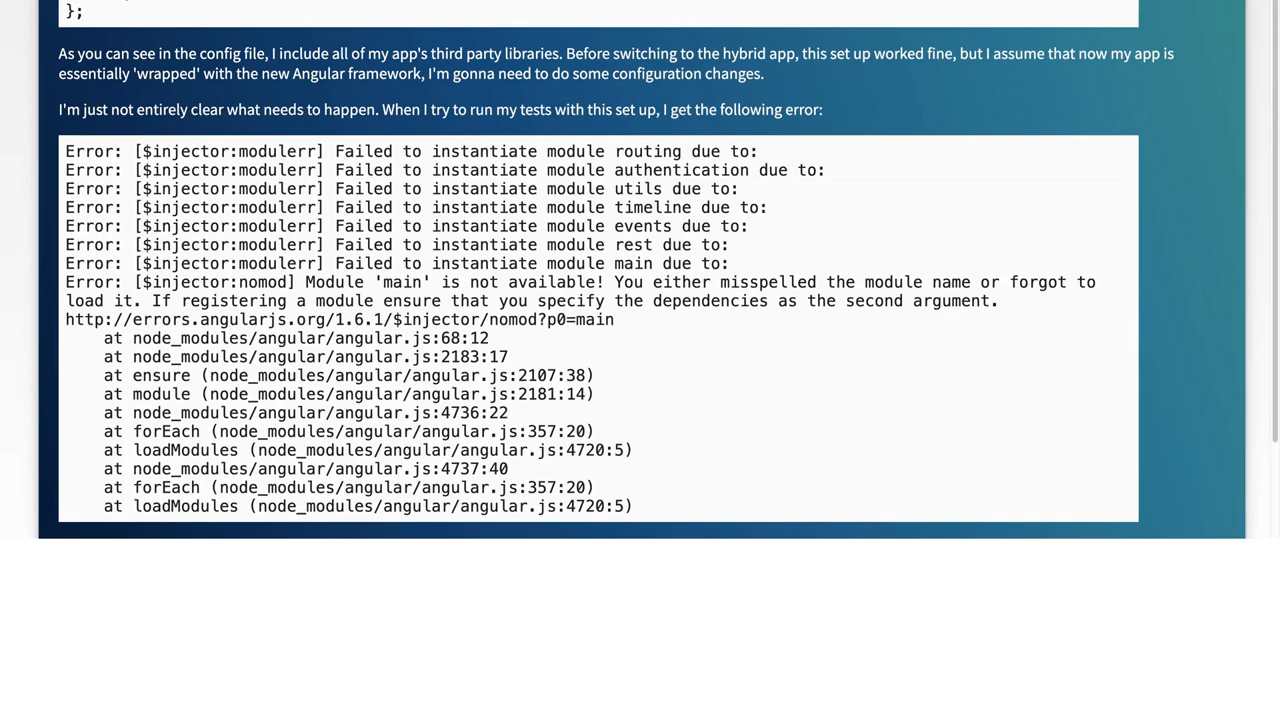 };
As you can see in the config file, I include all of my app's third party libraries. Before switching to the hybrid app, this set up worked fine, but I assume that now my app is
essentially 'wrapped' with the new Angular framework, I'm gonna need to do some configuration changes.
I'm just not entirely clear what needs to happen. When I try to run my tests with this set up, I get the following error:
Error: [$injector:modulerr] Failed to instantiate module routing due to:
Error: [$injector:modulerr] Failed to instantiate module authentication due to:
Error: [$injector:modulerr] Failed to instantiate module utils due to:
Error: [$injector:modulerr] Failed to instantiate module timeline due to:
Error: [$injector:modulerr] Failed to instantiate module events due to:
Error: [$injector:modulerr] Failed to instantiate module rest due to:
Error: [$injector:modulerr] Failed to instantiate module main due to:
Error: [$injector:nomod] Module 'main' is not available! You either misspelled the module name or forgot to
load it. If registering a module ensure that you specify the dependencies as the second argument.
http://errors.angularjs.org/1.6.1/$injector/nomod?p0=main
at node_modules/angular/angular.js:68:12
at node_modules/angular/angular.js:2183:17
at ensure (node_modules/angular/angular.js:2107:38)
at module (node_modules/angular/angular.js:2181:14)
at node_modules/angular/angular.js:4736:22
at forEach (node_modules/angular/angular.js:357:20)
at loadModules (node_modules/angular/angular.js:4720:5)
at node_modules/angular/angular.js:4737:40
at forEach (node_modules/angular/angular.js:357:20)
at loadModules (node_modules/angular/angular.js:4720:5)